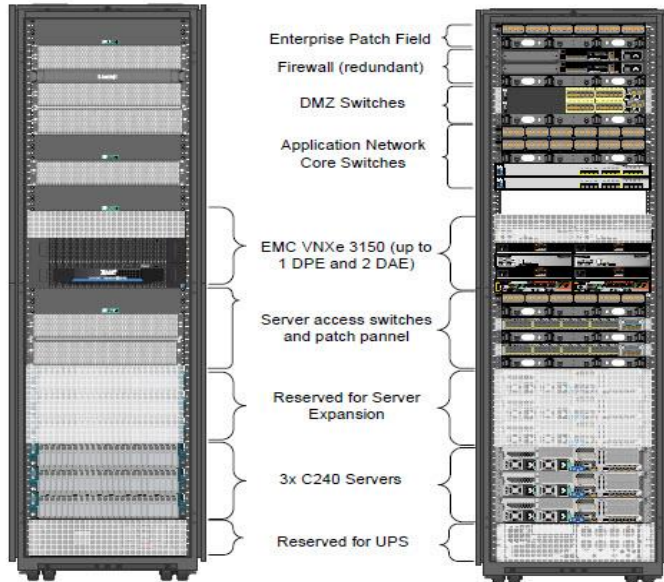 Enterprise Patch Field
Firewall (redundant)
DMZ Switches
Application Network
Core Switches
EMC VNXe 3150 (up to
1 DPE and 2 DAE)
Server access switches
and patch pannel
Reserved for Server
Expansion
3x C240 Servers
Reserved for UPS